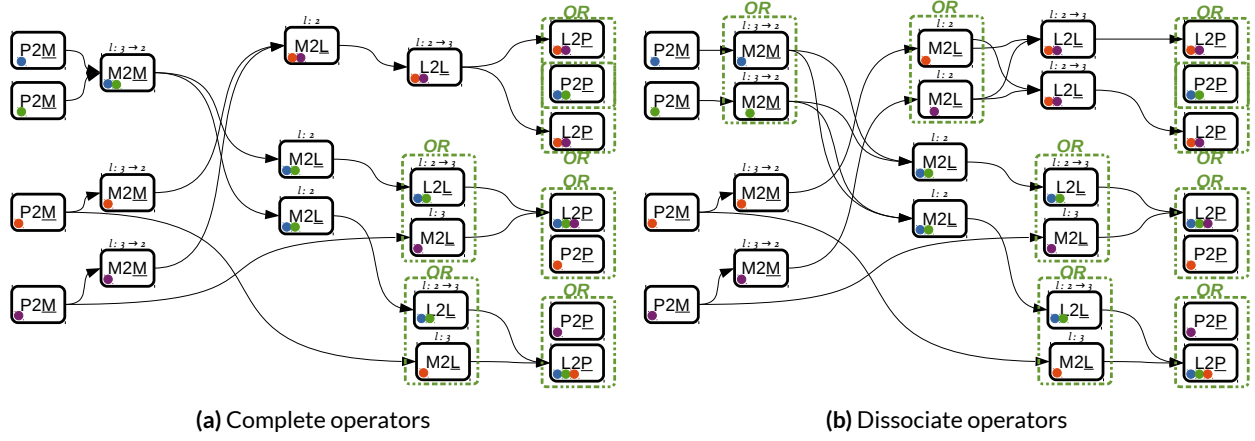 OR
P2M
l: 3 → 2
M2M
P2M
l: 2
M2L
l: 2 → 3
L2L
L2P
P2P
L2P
l: 2
M2L
l: 2
M2L
P2M
l: 3 → 2
M2M
l: 3 → 2
M2M
P2M
OR
l: 2 → 3
L2L
l: 3
M2L
OR
l: 2 → 3
L2L
l: 3
M2L
OR
L2P
P2P
OR
P2P
L2P
(a) Complete operators
P2M
P2M
OR
l: 3 → 2
M2M
l: 3 → 2
M2M
OR
l: 2
M2L
l: 2
M2L
l: 2 → 3
L2L
l: 2 → 3
L2L
OR
L2P
P2P
L2P
l: 2
M2L
l: 2
M2L
P2M
l: 3 → 2
M2M
l: 3 → 2
M2M
P2M
OR
l: 2 → 3
L2L
l: 3
M2L
OR
l: 2 → 3
L2L
l: 3
M2L
OR
L2P
P2P
OR
P2P
L2P
(b) Dissociate operators